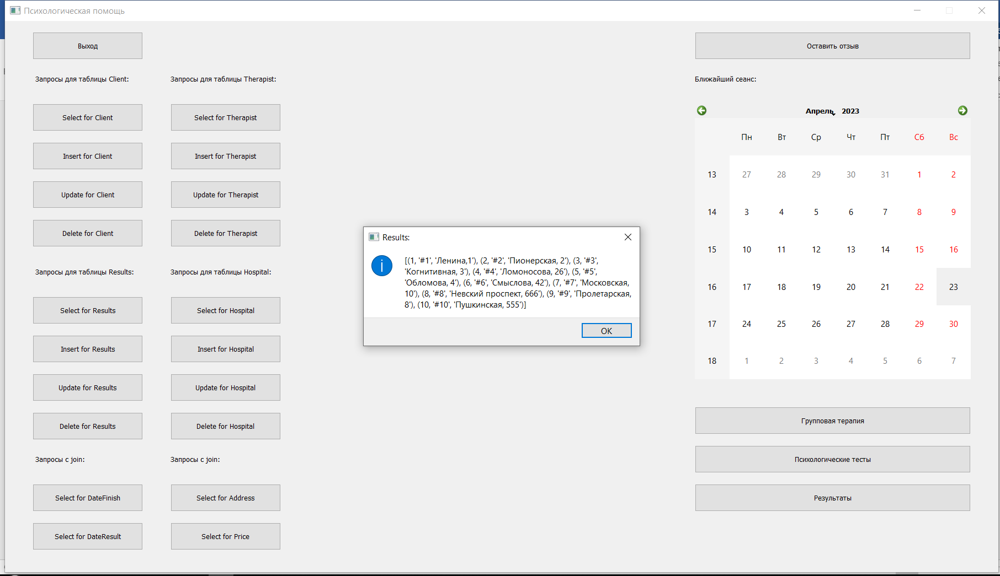 Психологическая помощь
Выход
Оставить отзыв
Запросы для таблицы Client:
Запросы для таблицы Therapist:
Ближайший сеанс:
Select for Client
Select for Therapist
Insert for Client
Insert for Therapist
Update for Client
Update for Therapist
Delete for Client
Delete for Therapist
Запросы для таблицы Results:
Запросы для таблицы Hospital:
Select for Results
Select for Hospital
Insert for Results
Insert for Hospital
Update for Results
Update for Hospital
Delete for Results
Delete for Hospital
Запросы с join:
Запросы с join:
Select for DateFinish
Select for Address
Select for DateResult
Select for Price
Results:
[(1, '#1', 'Ленина,1'), (2, '#2', 'Пионерская, 2'), (3, '#3',
'Когнитивная, 3'), (4, '#4', 'Ломоносова, 26'), (5, '#5',
'Обломова, 4'), (6, '#6', 'Смыслова, 42'), (7, '#7', 'Московская,
10'), (8, '#8', 'Невский проспект, 666'), (9, '#9', 'Пролетарская,
8'), (10, '#10', 'Пушкинская, 555')]
OK
Апрель 2023
Пн Вт Ср Чт Пт Сб Вс
13 27 28 29 30 31 1 2
14 3 4 5 6 7 8 9
15 10 11 12 13 14 15 16
16 17 18 19 20 21 22 23
17 24 25 26 27 28 29 30
18 1 2 3 4 5 6 7
Групповая терапия
Психологические тесты
Результаты